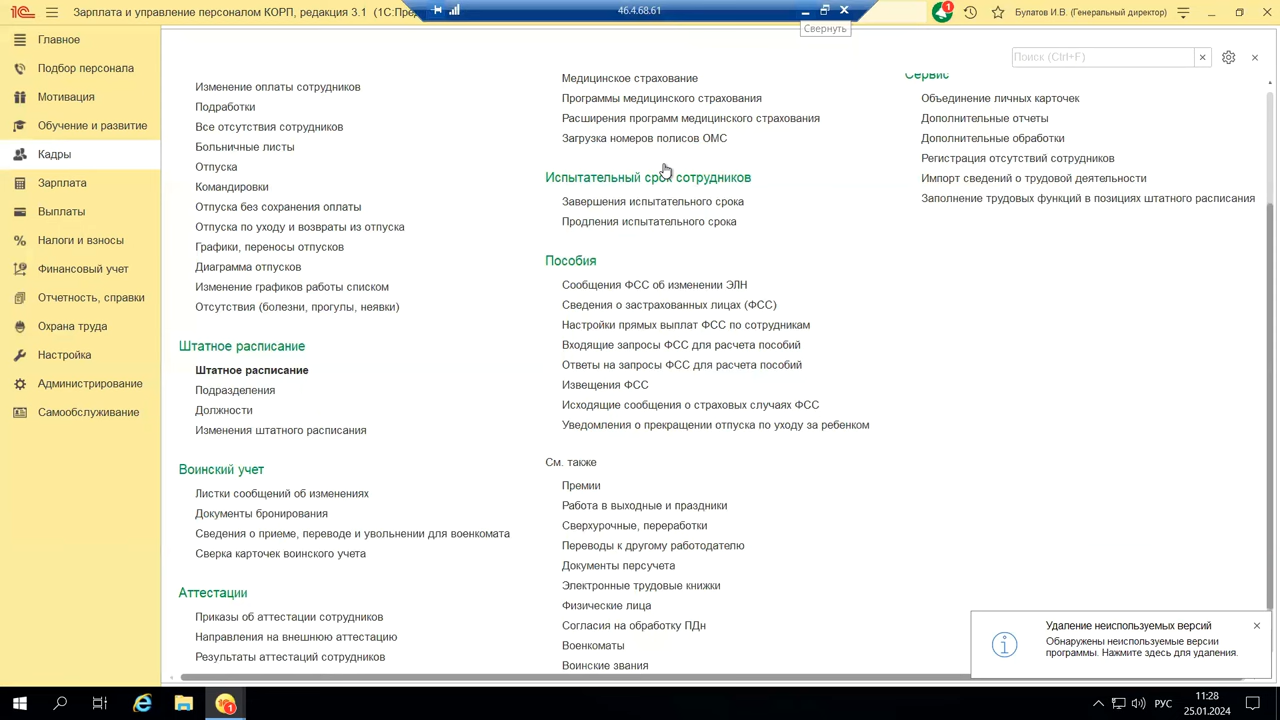 Зарплата и управление персоналом КОРП, редакция 3.1 (1С:Пред
46.4.68.61
1
Булатов И.В. (Генеральный директор)
Свернуть
Поиск (Ctrl+F)
Главное
Подбор персонала
Мотивация
Обучение и развитие
Кадры
Зарплата
Выплаты
Налоги и взносы
Финансовый учет
Отчетность, справки
Охрана труда
Настройка
Администрирование
Самообслуживание
Изменение оплаты сотрудников
Подработки
Все отсутствия сотрудников
Больничные листы
Отпуска
Командировки
Отпуска без сохранения оплаты
Отпуска по уходу и возвраты из отпуска
Графики, переносы отпусков
Диаграмма отпусков
Изменение графиков работы списком
Отсутствия (болезни, прогулы, неявки)
Штатное расписание
Штатное расписание
Подразделения
Должности
Изменения штатного расписания
Воинский учет
Листки сообщений об изменениях
Документы бронирования
Сведения о приеме, переводе и увольнении для военкомата
Сверка карточек воинского учета
Аттестации
Приказы об аттестации сотрудников
Направления на внешнюю аттестацию
Результаты аттестаций сотрудников
Медицинское страхование
Программы медицинского страхования
Расширения программ медицинского страхования
Загрузка номеров полисов ОМС
Испытательный срок сотрудников
Завершения испытательного срока
Продления испытательного срока
Пособия
Сообщения ФСС об изменении ЭЛН
Сведения о застрахованных лицах (ФСС)
Настройки прямых выплат ФСС по сотрудникам
Входящие запросы ФСС для расчета пособий
Ответы на запросы ФСС для расчета пособий
Извещения ФСС
Исходящие сообщения о страховых случаях ФСС
Уведомления о прекращении отпуска по уходу за ребенком
См. также
Премии
Работа в выходные и праздники
Сверхурочные, переработки
Переводы к другому работодателю
Документы персучета
Электронные трудовые книжки
Физические лица
Согласия на обработку ПДн
Военкоматы
Воинские звания
Сервис
Объединение личных карточек
Дополнительные отчеты
Дополнительные обработки
Регистрация отсутствий сотрудников
Импорт сведений о трудовой деятельности
Заполнение трудовых функций в позициях штатного расписания
Удаление неиспользуемых версий
Обнаружены неиспользуемые версии
программы. Нажмите здесь для удаления.
РУС
11:28
25.01.2024